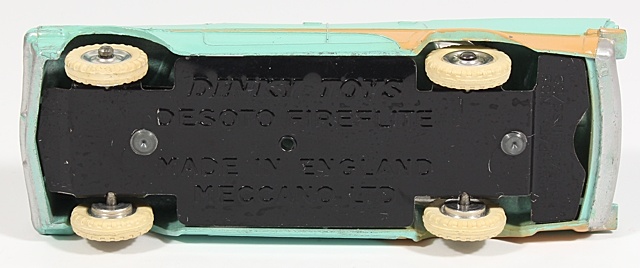 DINKY TOYS
DESOTO FIREFLITE
MADE IN ENGLAND
MECCANO LTD